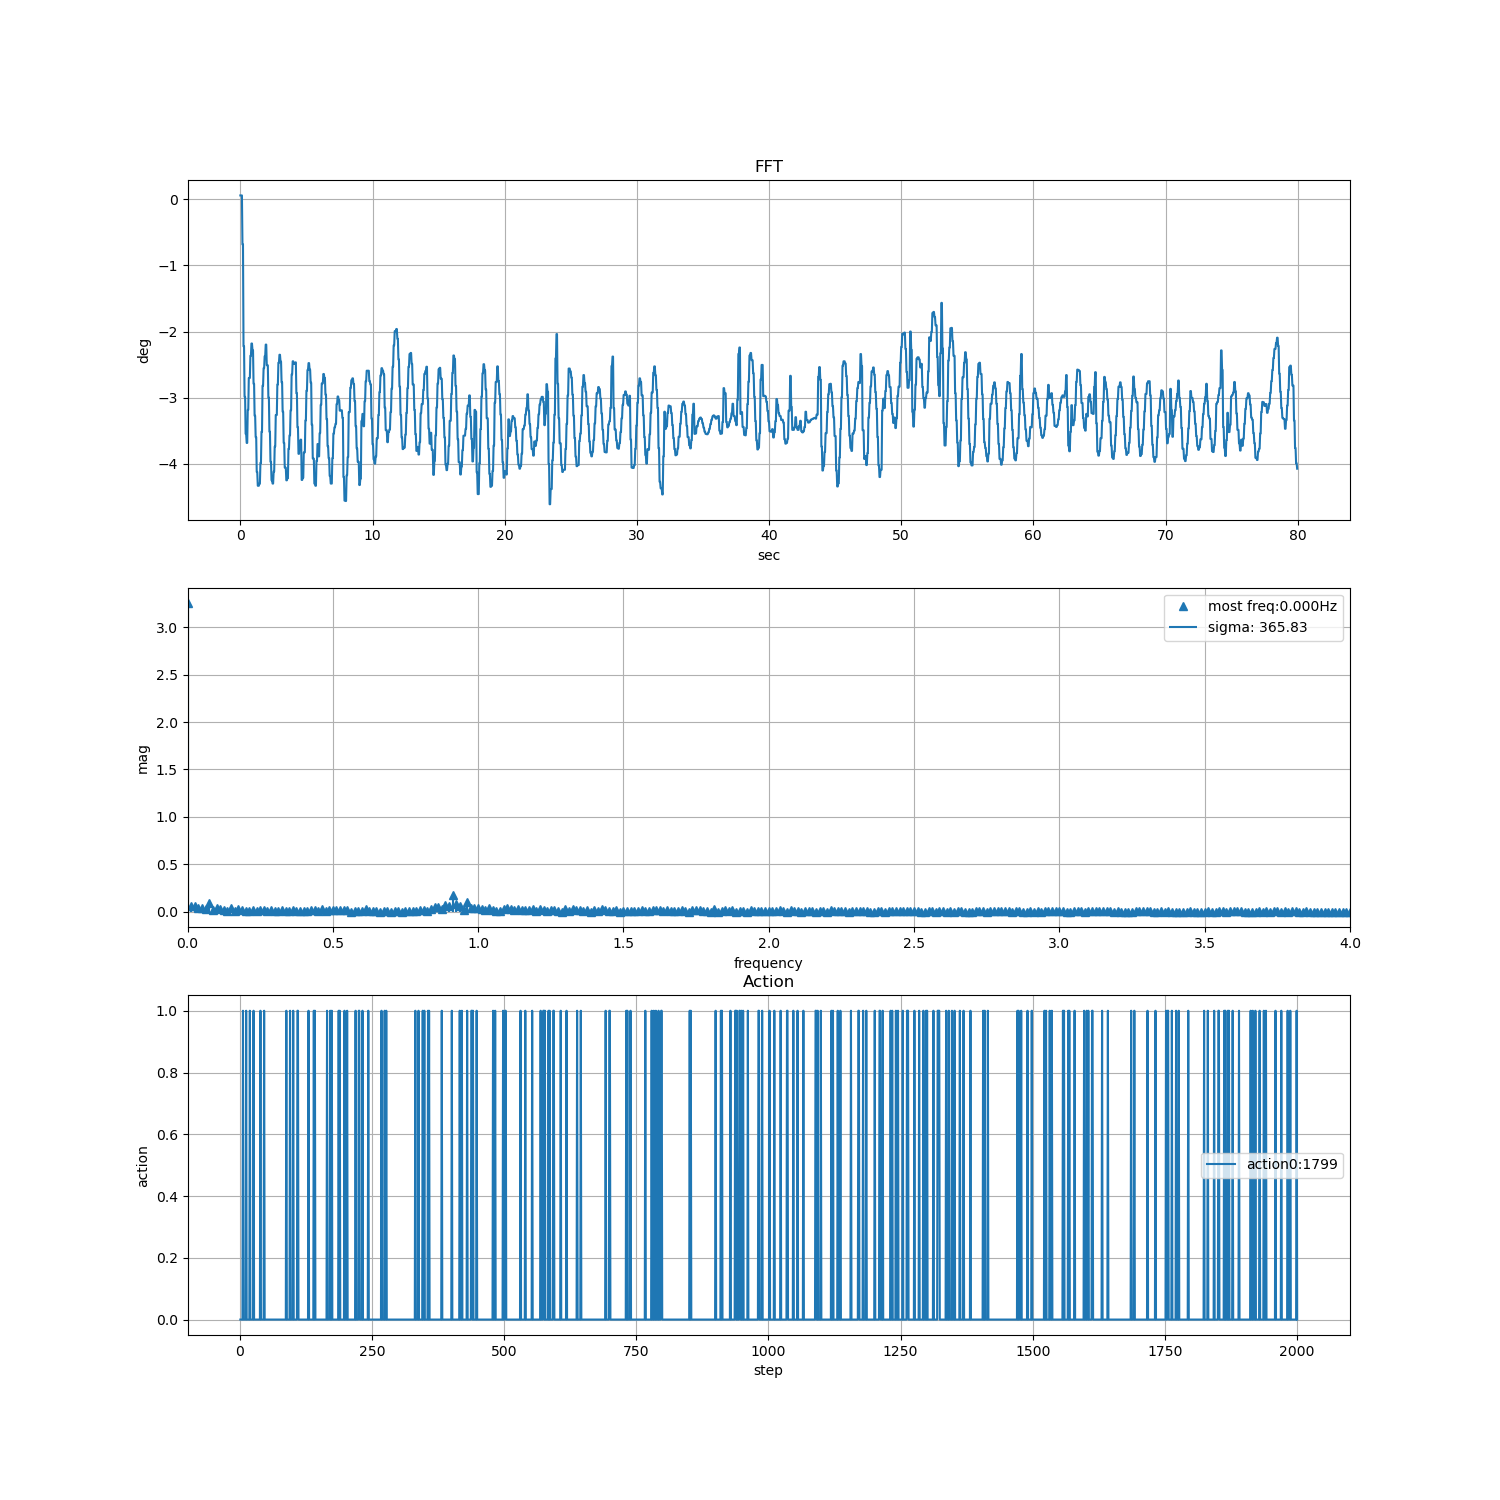 FFT
0
−1
−2
−3
−4
deg
0 10 20 30 40 50 60 70 80
sec
most freq:0.000Hz
sigma: 365.83
3.0
2.5
2.0
1.5
1.0
0.5
0.0
mag
0.0 0.5 1.0 1.5 2.0 2.5 3.0 3.5 4.0
frequency
Action
1.0
0.8
0.6
0.4
0.2
0.0
action
action0:1799
0 250 500 750 1000 1250 1500 1750 2000
step